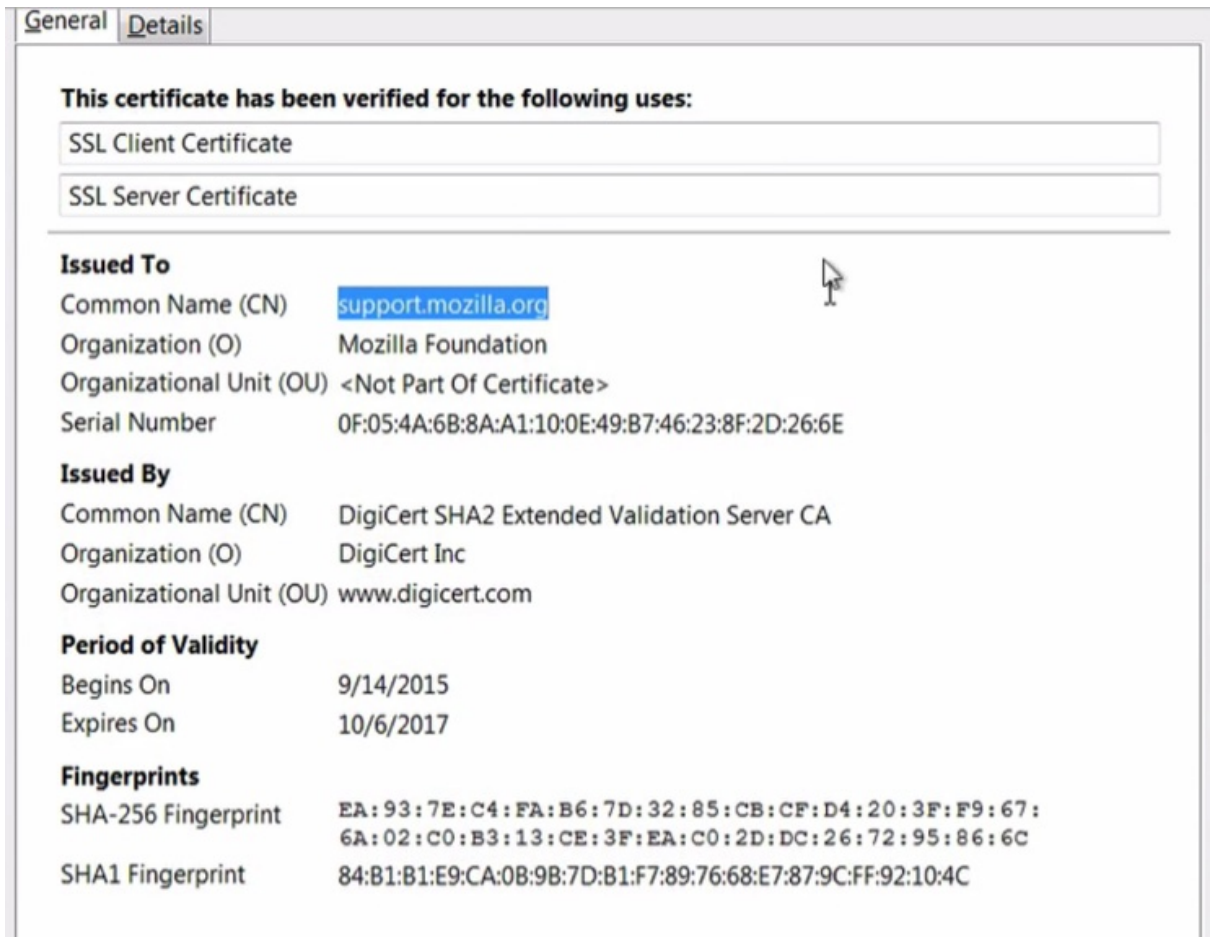 General Details
This certificate has been verified for the following uses:
SSL Client Certificate
SSL Server Certificate
Issued To
Common Name (CN) support.mozilla.org
Organization (O) Mozilla Foundation
Organizational Unit (OU) <Not Part Of Certificate>
Serial Number 0F:05:4A:6B:8A:A1:10:0E:49:B7:46:23:8F:2D:26:6E
Issued By
Common Name (CN) DigiCert SHA2 Extended Validation Server CA
Organization (O) DigiCert Inc
Organizational Unit (OU) www.digicert.com
Period of Validity
Begins On 9/14/2015
Expires On 10/6/2017
Fingerprints
SHA-256 Fingerprint EA:93:7E:C4:FA:B6:7D:32:85:CB:CF:D4:20:3F:F9:67:
6A:02:C0:B3:13:CE:3F:EA:C0:2D:DC:26:72:95:86:6C
SHA1 Fingerprint 84:B1:B1:E9:CA:0B:9B:7D:B1:F7:89:76:68:E7:87:9C:FF:92:10:4C